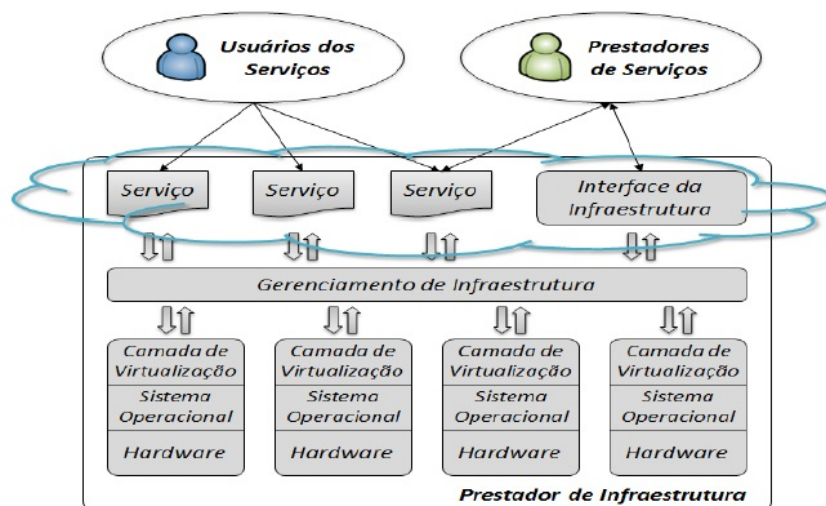 Usuários dos
Serviços
Prestadores
de Serviços
Serviço
Serviço
Serviço
Interface da
Infraestrutura
Gerenciamento de Infraestrutura
Camada de
Virtualização
Sistema
Operacional
Hardware
Camada de
Virtualização
Sistema
Operacional
Hardware
Camada de
Virtualização
Sistema
Operacional
Hardware
Camada de
Virtualização
Sistema
Operacional
Hardware
Prestador de Infraestrutura